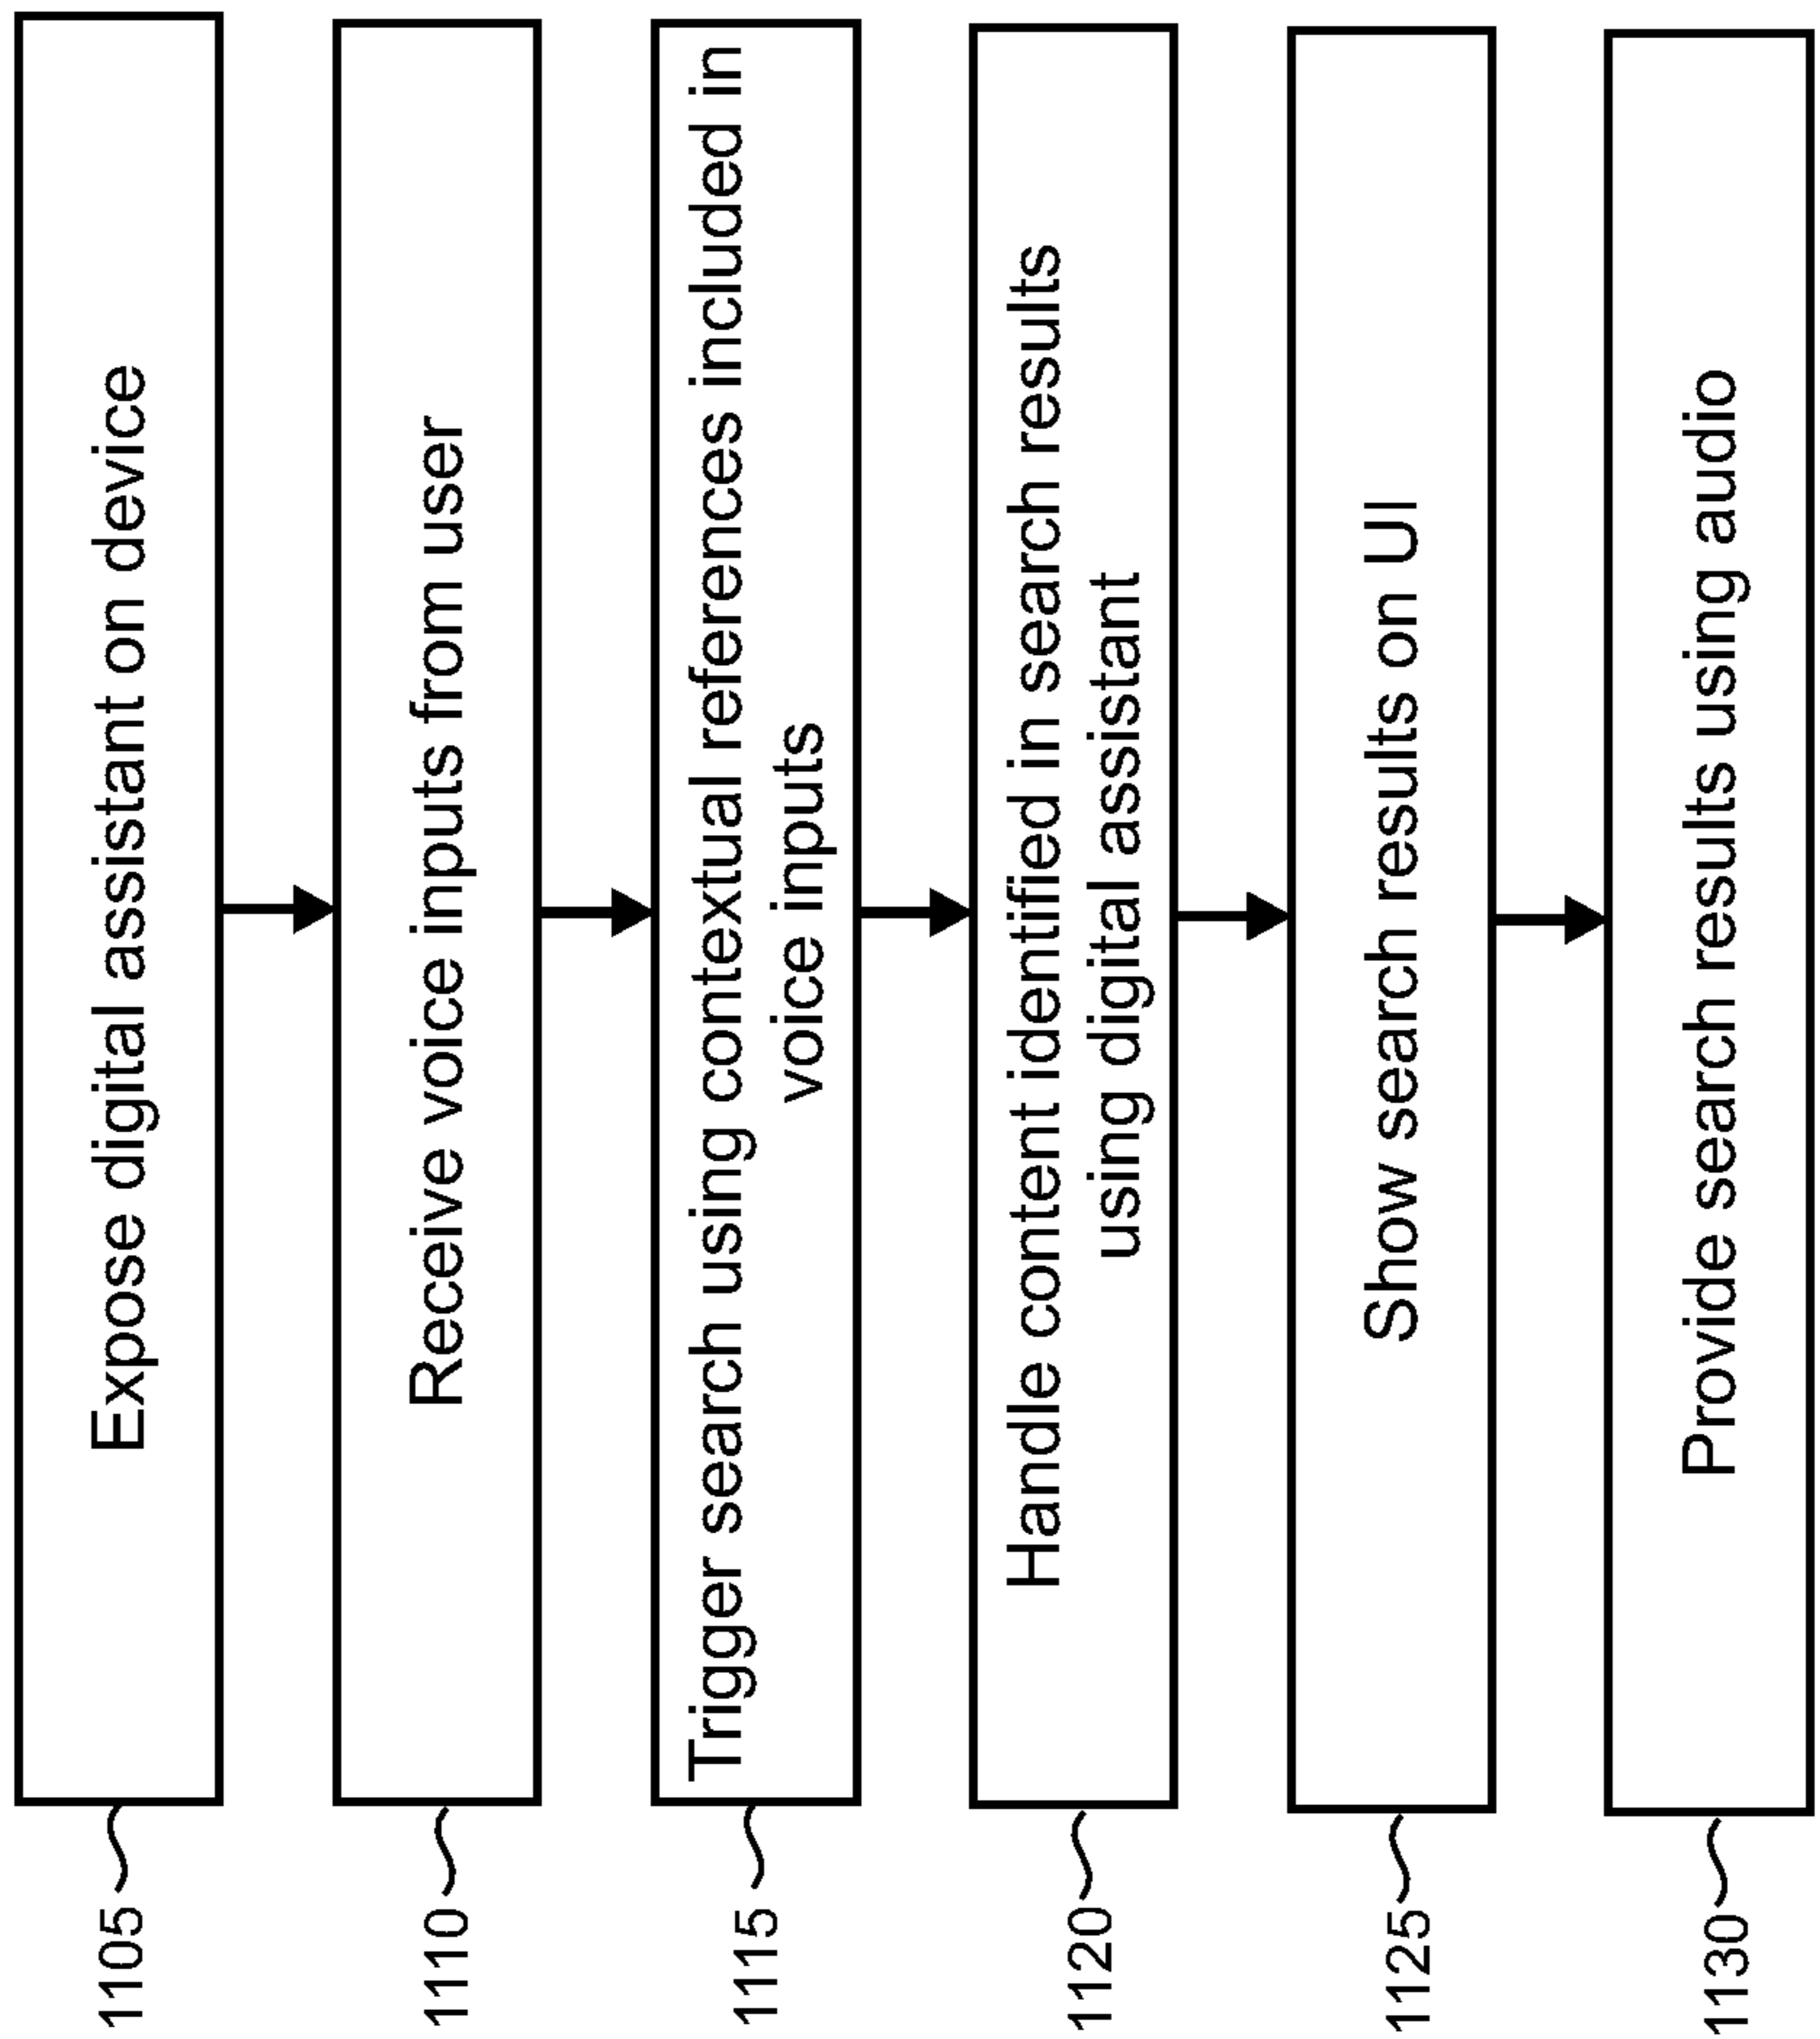 1105
Expose digital assistant on device
1110
Receive voice inputs from user
1115
Trigger search using contextual references included in
voice inputs
1120
Handle content identified in search results
using digital assistant
1125
Show search results on UI
1130
Provide search results using audio